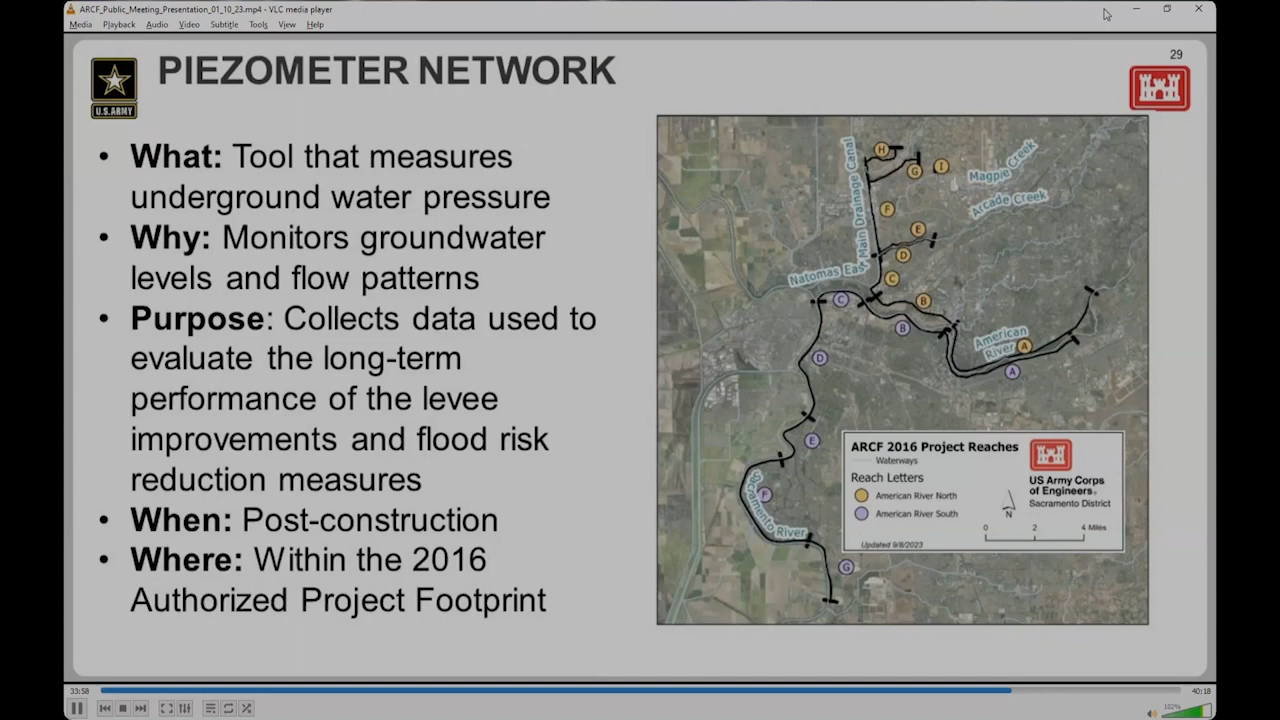 ARCF_Public_Meeting_Presentation_01_10_23.mp4 - VLC media player
Media Playback Audio Video Subtitle Tools View Help
29
U.S.ARMY
PIEZOMETER NETWORK
• What: Tool that measures
underground water pressure
• Why: Monitors groundwater
levels and flow patterns
• Purpose: Collects data used to
evaluate the long-term
performance of the levee
improvements and flood risk
reduction measures
• When: Post-construction
• Where: Within the 2016
Authorized Project Footprint
H
G
I
Magpie Creek
Arcade Creek
F
E
D
Natomas East Main Drainage Canal
C
C
B
B
American
River
A
A
D
E
F
Sacramento River
G
ARCF 2016 Project Reaches
Waterways
Reach Letters
American River North
American River South
Updated 9/8/2023
US Army Corps
of Engineers®
Sacramento District
N
0 2 4 Miles
33:58
40:18
102%